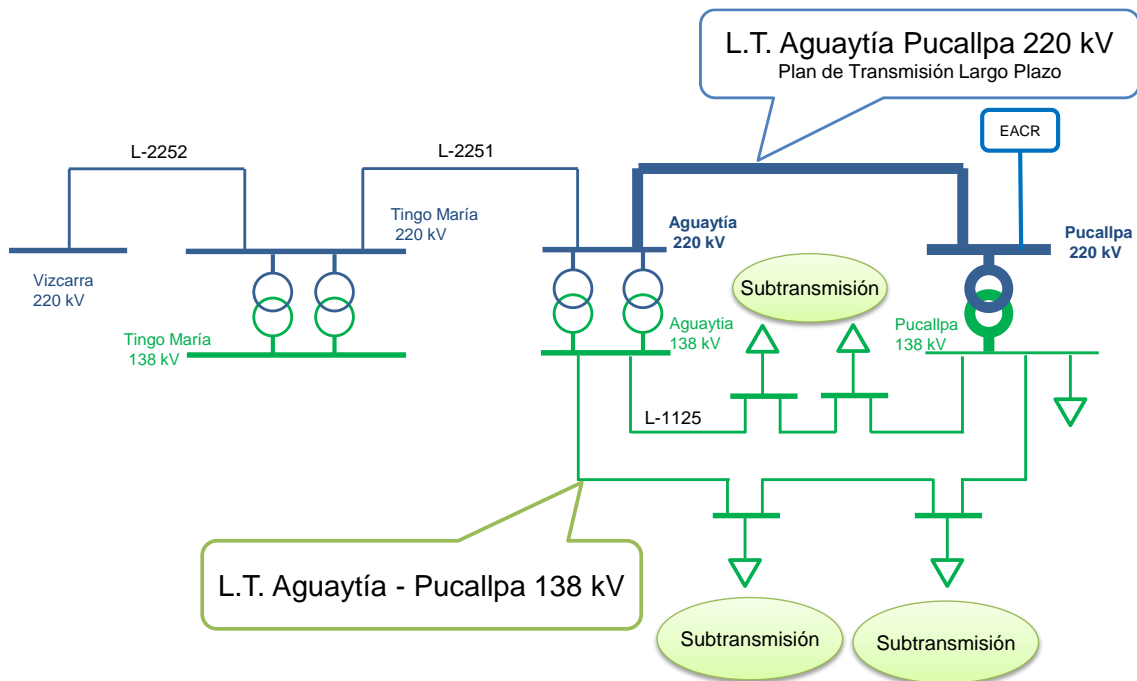 L.T. Aguaytía Pucallpa 220 kV
Plan de Transmisión Largo Plazo
EACR
L-2252
L-2251
Tingo María
220 kV
Aguaytía
220 kV
Pucallpa
220 kV
Vizcarra
220 kV
Subtransmisión
Tingo María
138 kV
Aguaytia
138 kV
Pucallpa
138 kV
L-1125
L.T. Aguaytía - Pucallpa 138 kV
Subtransmisión
Subtransmisión